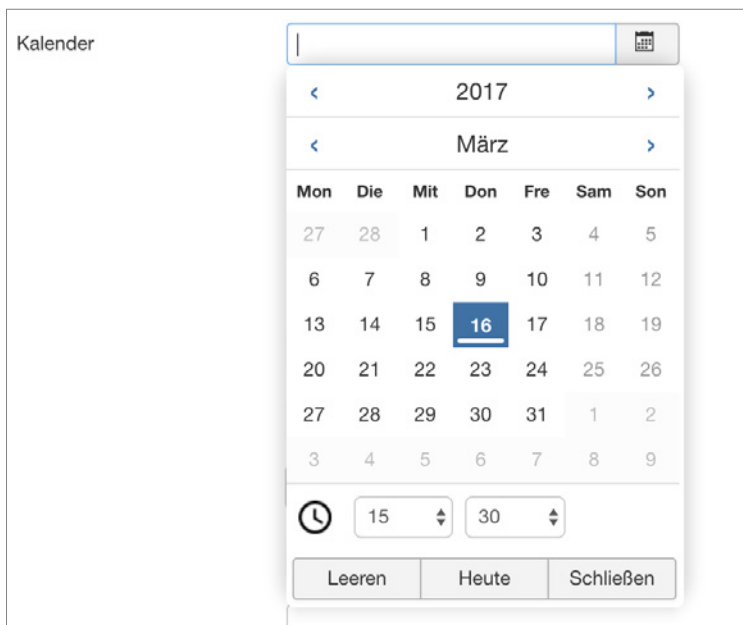 Kalender
2017
März
Mon Die Mit Don Fre Sam Son
27 28 1 2 3 4 5
6 7 8 9 10 11 12
13 14 15 16 17 18 19
20 21 22 23 24 25 26
27 28 29 30 31 1 2
3 4 5 6 7 8 9
15 30
Leeren Heute Schließen